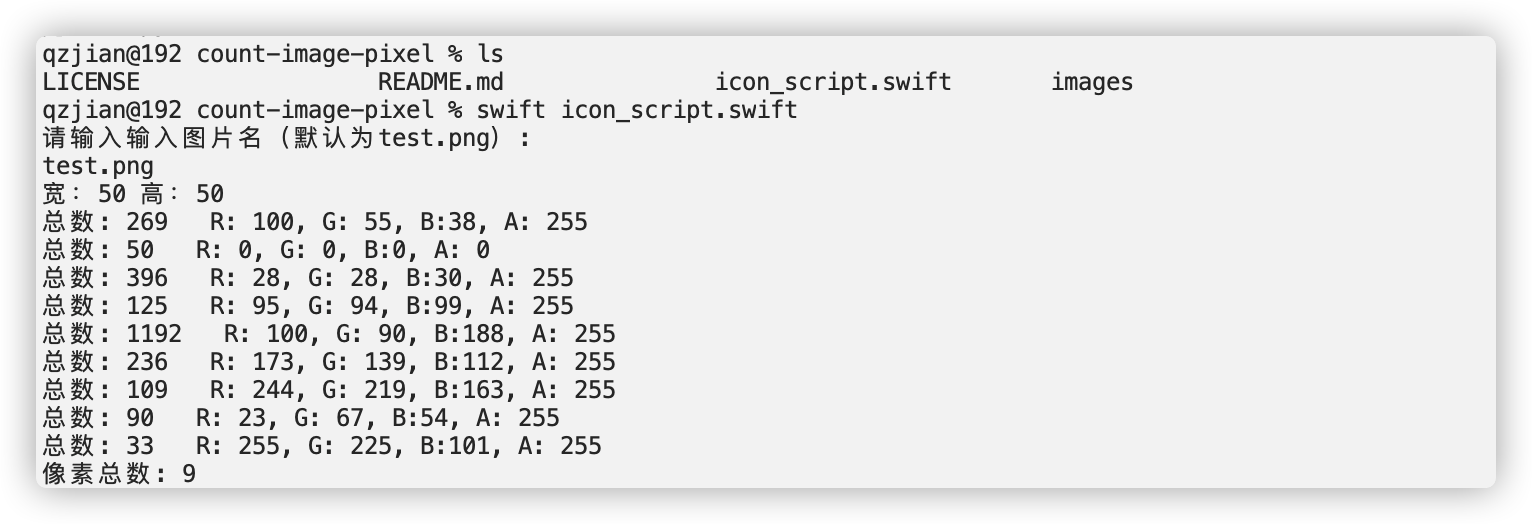 qzjian@192 count-image-pixel % ls
LICENSE README.md icon_script.swift images
qzjian@192 count-image-pixel % swift icon_script.swift
请输入输入图片名（默认为test.png）：
test.png
宽：50 高：50
总数：269 R: 100, G: 55, B:38, A: 255
总数：50 R: 0, G: 0, B:0, A: 0
总数：396 R: 28, G: 28, B:30, A: 255
总数：125 R: 95, G: 94, B:99, A: 255
总数：1192 R: 100, G: 90, B:188, A: 255
总数：236 R: 173, G: 139, B:112, A: 255
总数：109 R: 244, G: 219, B:163, A: 255
总数：90 R: 23, G: 67, B:54, A: 255
总数：33 R: 255, G: 225, B:101, A: 255
像素总数：9